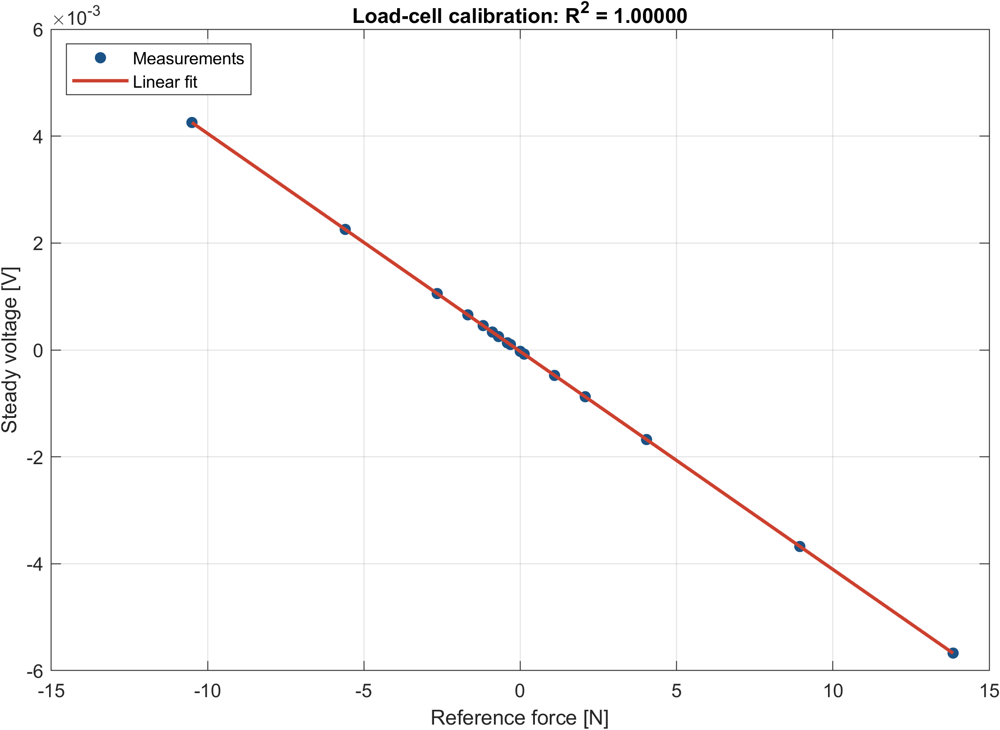 Load-cell calibration: R² = 1.00000
×10⁻³
Measurements
Linear fit
6
4
2
0
-2
-4
-6
Steady voltage [V]
-15 -10 -5 0 5 10 15
Reference force [N]